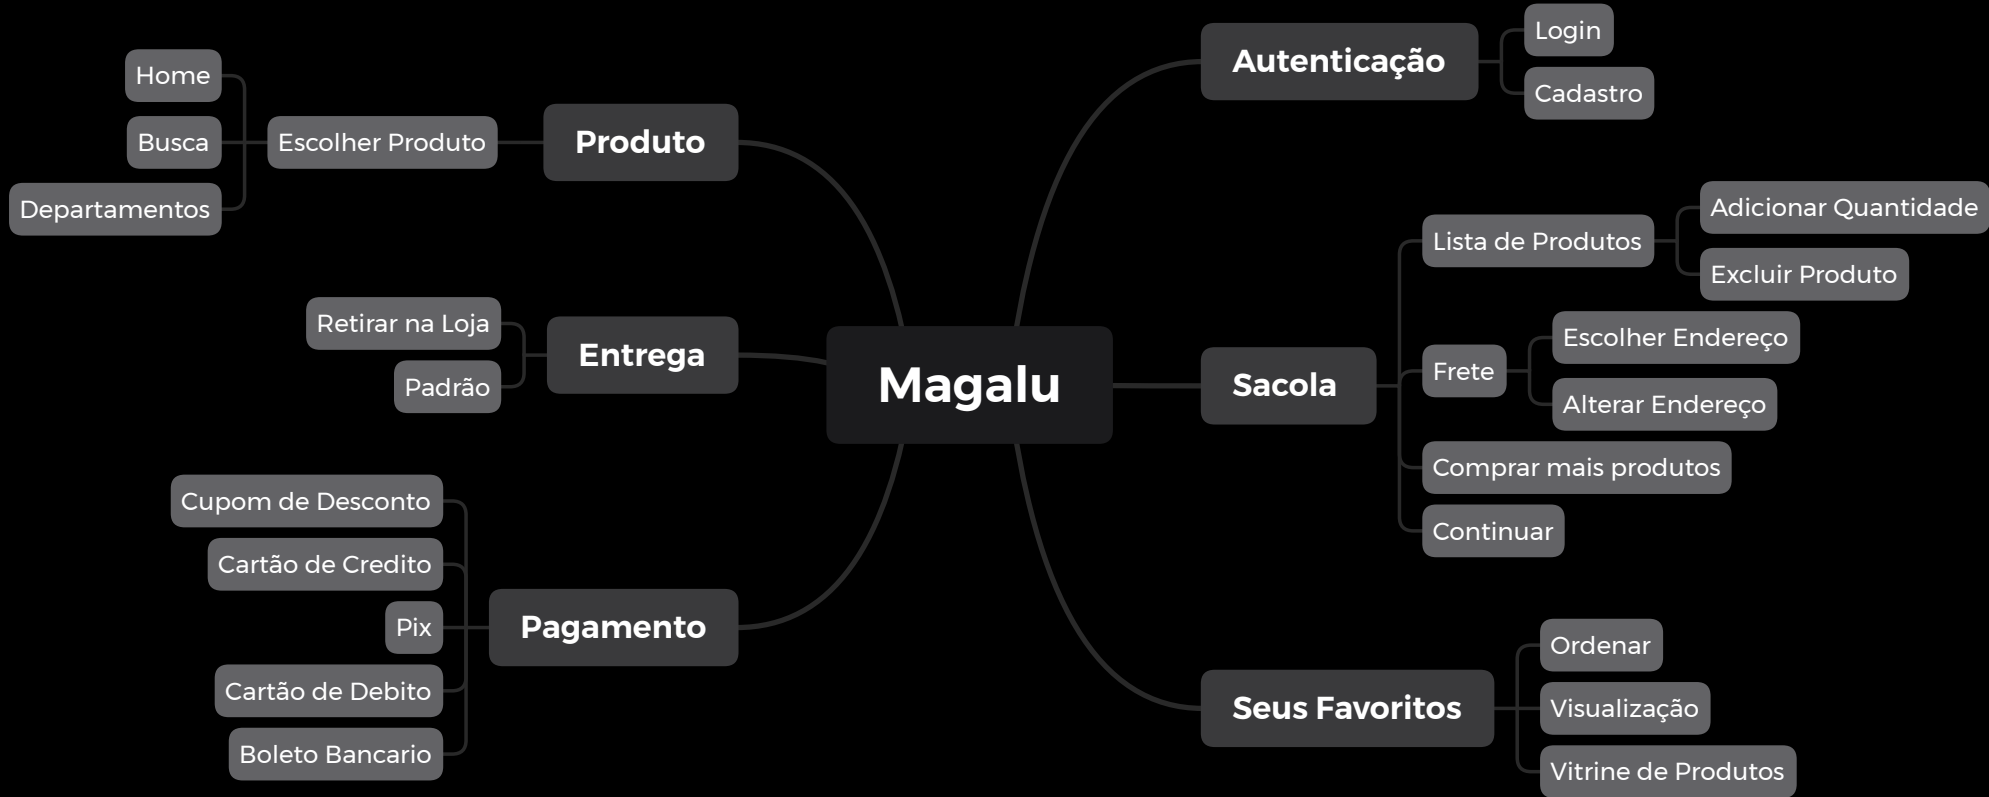 Magalu
Autenticação
Login
Cadastro
Sacola
Lista de Produtos
Adicionar Quantidade
Excluir Produto
Frete
Escolher Endereço
Alterar Endereço
Comprar mais produtos
Continuar
Seus Favoritos
Ordenar
Visualização
Vitrine de Produtos
Produto
Escolher Produto
Home
Busca
Departamentos
Entrega
Retirar na Loja
Padrão
Pagamento
Cupom de Desconto
Cartão de Credito
Pix
Cartão de Debito
Boleto Bancario